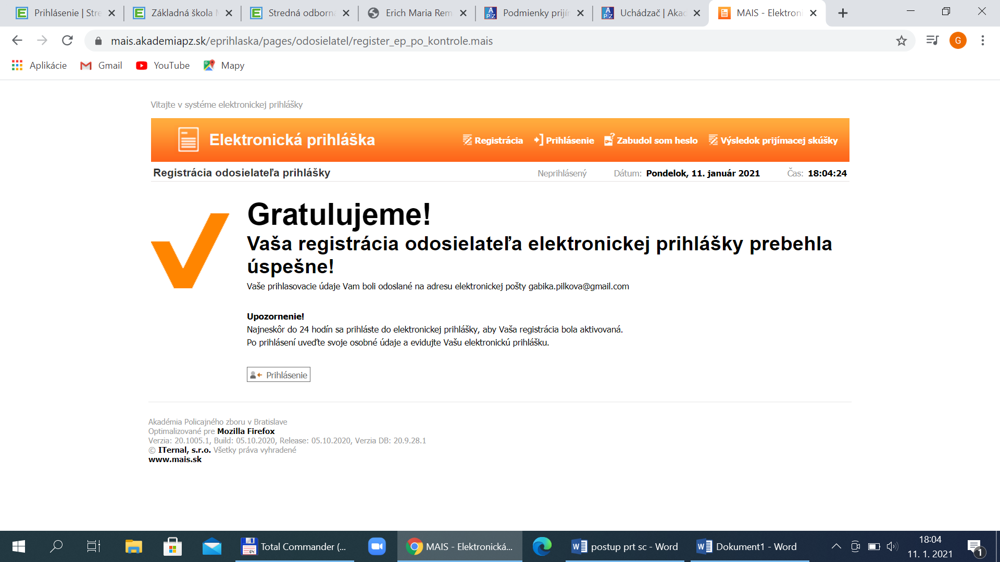 Prihlásenie | Stre
Základná škola M
Stredná odborná
Erich Maria Rem
Podmienky prijír
Uchádzač | Akad
MAIS - Elektroni
mais.akademiapz.sk/eprihlaska/pages/odosielatel/register_ep_po_kontrole.mais
G
Aplikácie
Gmail
YouTube
Mapy
Vitajte v systéme elektronickej prihlášky
Elektronická prihláška
Registrácia
Prihlásenie
Zabudol som heslo
Výsledok prijímacej skúšky
Registrácia odosielateľa prihlášky
Neprihlásený
Dátum: Pondelok, 11. január 2021
Čas: 18:04:24
Gratulujeme!
Vaša registrácia odosielateľa elektronickej prihlášky prebehla
úspešne!
Vaše prihlasovacie údaje Vam boli odoslané na adresu elektronickej pošty gabika.pilkova@gmail.com
Upozornenie!
Najneskôr do 24 hodín sa prihláste do elektronickej prihlášky, aby Vaša registrácia bola aktivovaná.
Po prihlásení uveďte svoje osobné údaje a evidujte Vašu elektronickú prihlášku.
Prihlásenie
Akadémia Policajného zboru v Bratislave
Optimalizované pre Mozilla Firefox
Verzia: 20.1005.1, Build: 05.10.2020, Release: 05.10.2020, Verzia DB: 20.9.28.1
© ITernal, s.r.o. Všetky práva vyhradené
www.mais.sk
Total Commander (...
MAIS - Elektronická...
postup prt sc - Word
Dokument1 - Word
18:04
11. 1. 2021
1